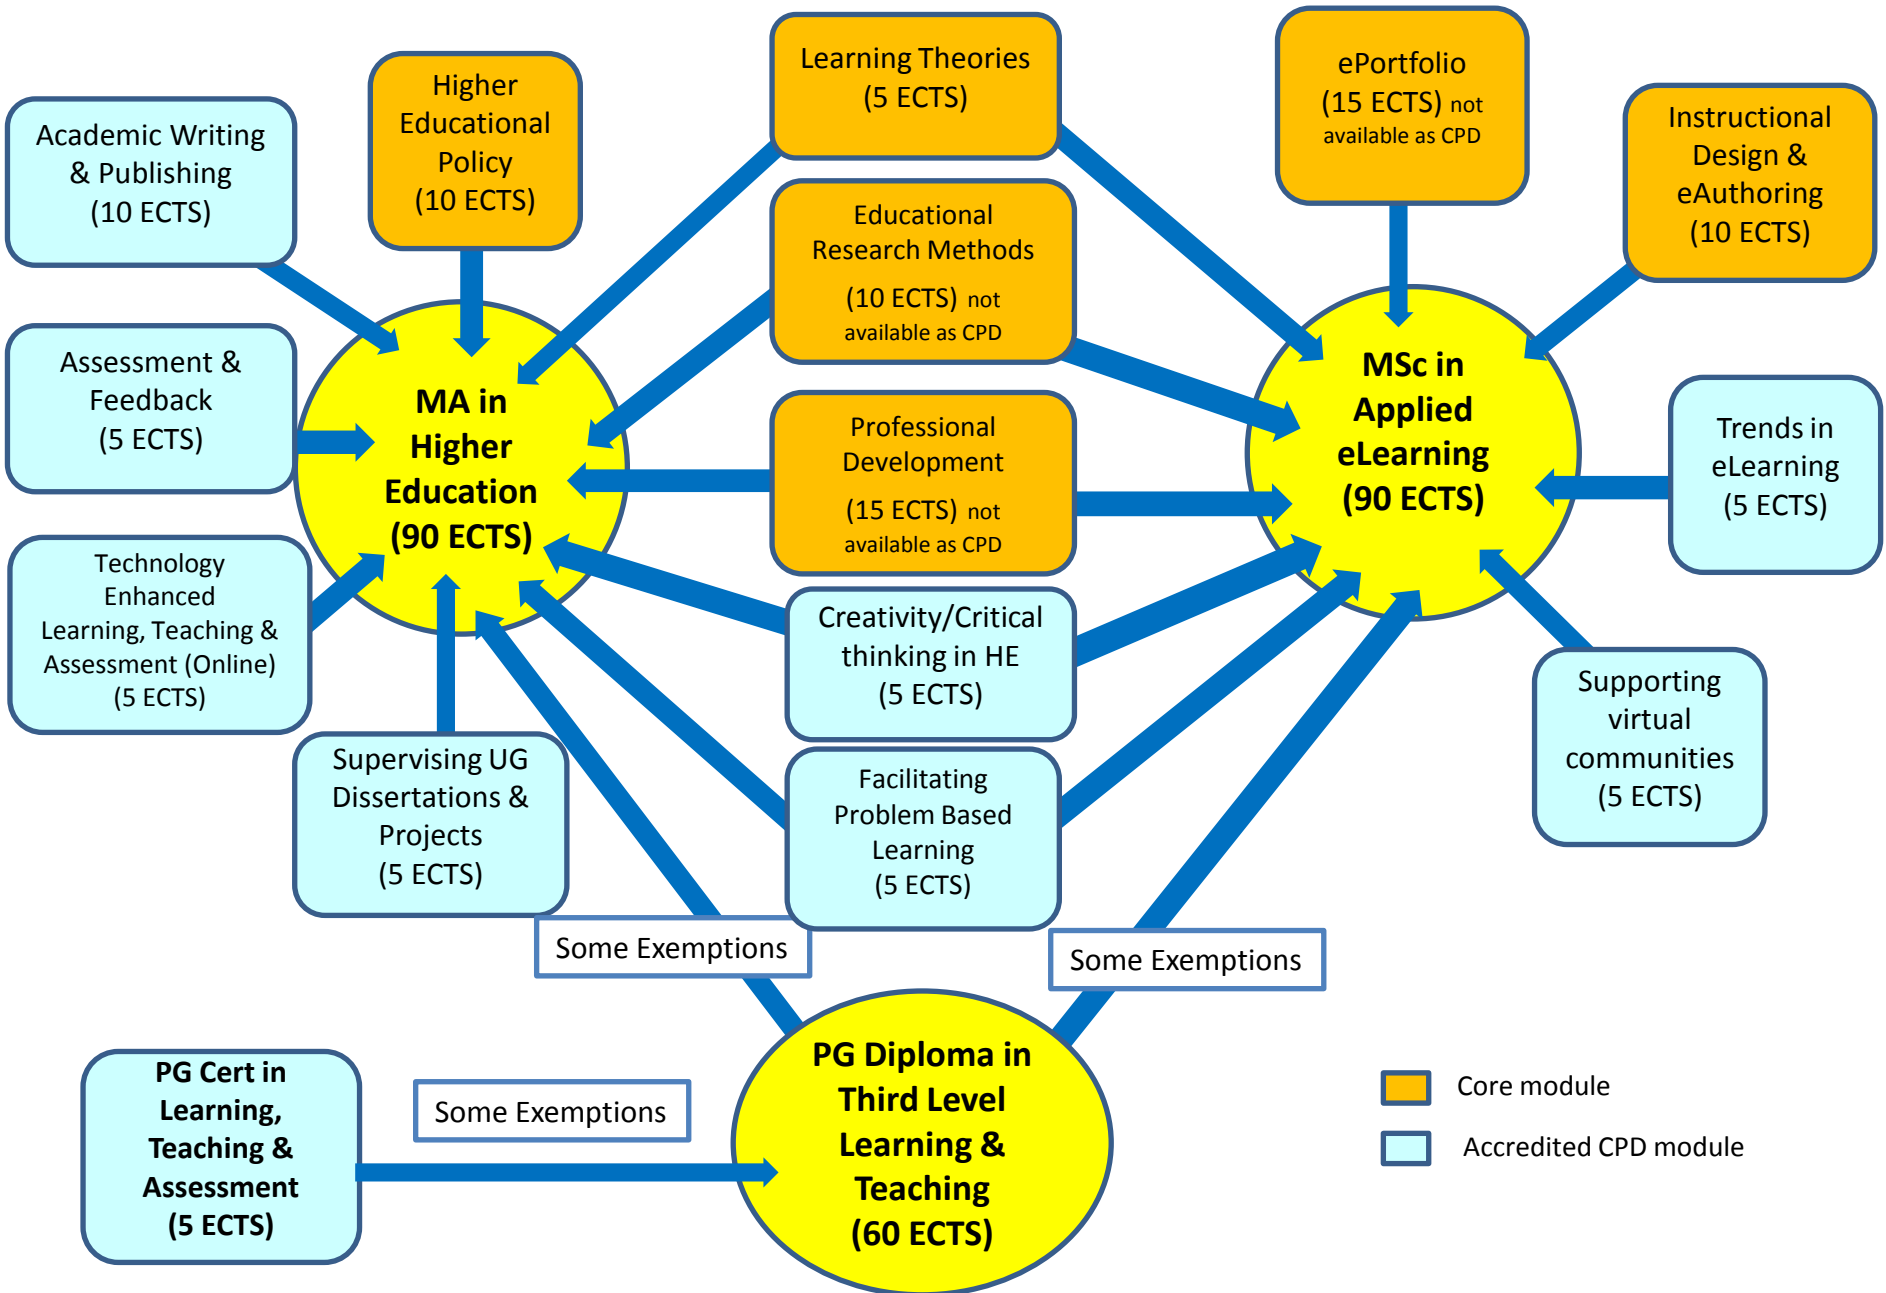 Academic Writing
& Publishing
(10 ECTS)
Higher
Educational
Policy
(10 ECTS)
Learning Theories
(5 ECTS)
ePortfolio
(15 ECTS) not
available as CPD
Instructional
Design &
eAuthoring
(10 ECTS)
Educational
Research Methods
(10 ECTS) not
available as CPD
Assessment &
Feedback
(5 ECTS)
MA in
Higher
Education
(90 ECTS)
Professional
Development
(15 ECTS) not
available as CPD
MSc in
Applied
eLearning
(90 ECTS)
Trends in
eLearning
(5 ECTS)
Technology
Enhanced
Learning, Teaching &
Assessment (Online)
(5 ECTS)
Creativity/Critical
thinking in HE
(5 ECTS)
Supporting
virtual
communities
(5 ECTS)
Supervising UG
Dissertations &
Projects
(5 ECTS)
Facilitating
Problem Based
Learning
(5 ECTS)
Some Exemptions
Some Exemptions
PG Cert in
Learning,
Teaching &
Assessment
(5 ECTS)
Some Exemptions
PG Diploma in
Third Level
Learning &
Teaching
(60 ECTS)
Core module
Accredited CPD module